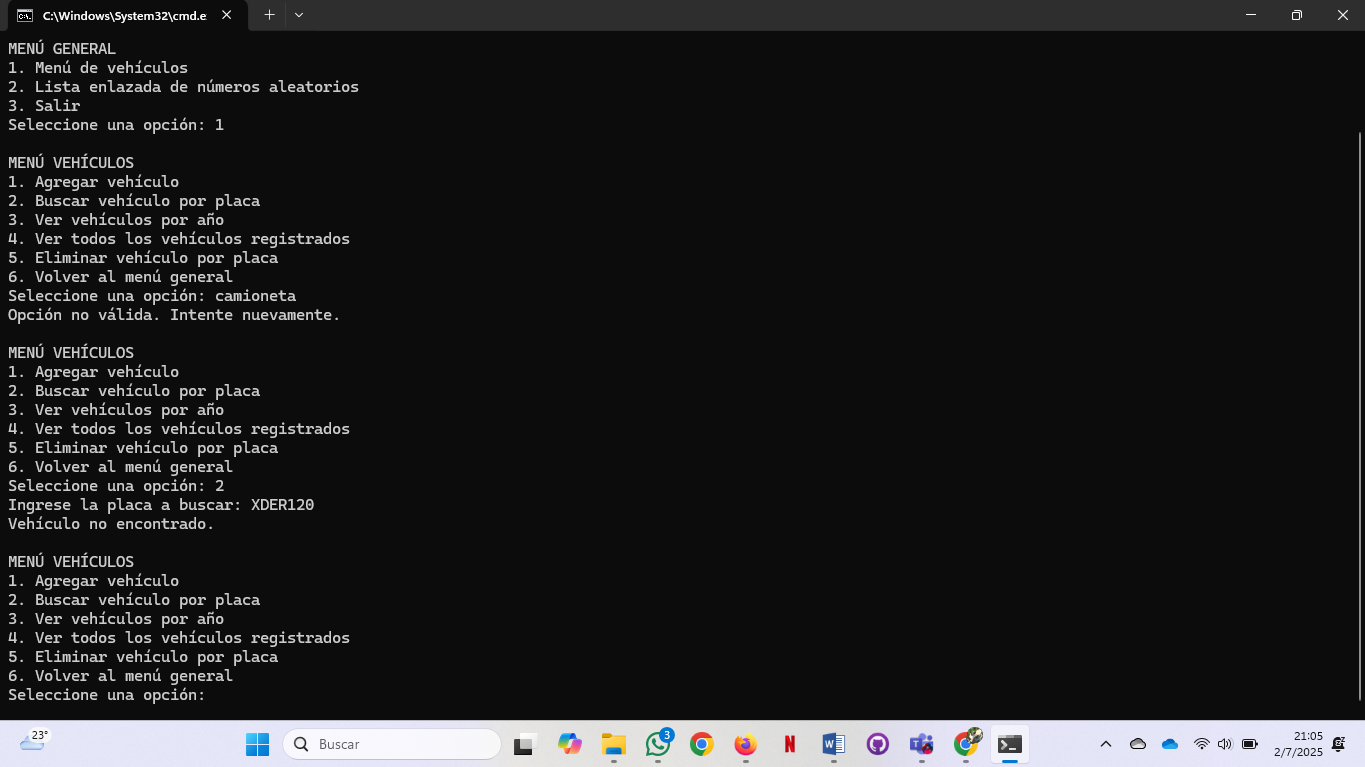 C:\Windows\System32\cmd.e
MENÚ GENERAL
1. Menú de vehículos
2. Lista enlazada de números aleatorios
3. Salir
Seleccione una opción: 1
MENÚ VEHÍCULOS
1. Agregar vehículo
2. Buscar vehículo por placa
3. Ver vehículos por año
4. Ver todos los vehículos registrados
5. Eliminar vehículo por placa
6. Volver al menú general
Seleccione una opción: camioneta
Opción no válida. Intente nuevamente.
MENÚ VEHÍCULOS
1. Agregar vehículo
2. Buscar vehículo por placa
3. Ver vehículos por año
4. Ver todos los vehículos registrados
5. Eliminar vehículo por placa
6. Volver al menú general
Seleccione una opción: 2
Ingrese la placa a buscar: XDER120
Vehículo no encontrado.
MENÚ VEHÍCULOS
1. Agregar vehículo
2. Buscar vehículo por placa
3. Ver vehículos por año
4. Ver todos los vehículos registrados
5. Eliminar vehículo por placa
6. Volver al menú general
Seleccione una opción:
23°
Buscar
3
21:05
2/7/2025